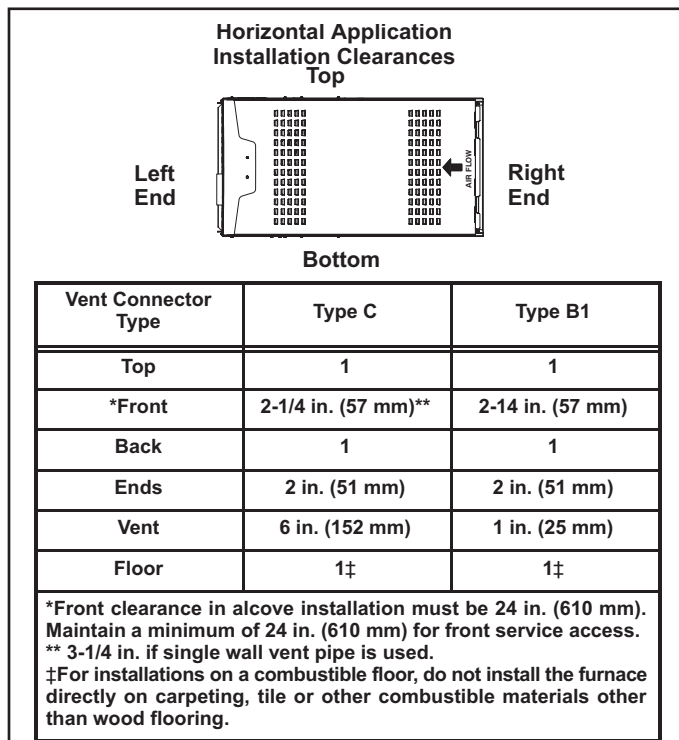 Horizontal Application
Installation Clearances
Top
Left
End
AIR FLOW
Right
End
Bottom
Vent Connector
Type
Type C
Type B1
Top
1
1
*Front
2-1/4 in. (57 mm)**
2-14 in. (57 mm)
Back
1
1
Ends
2 in. (51 mm)
2 in. (51 mm)
Vent
6 in. (152 mm)
1 in. (25 mm)
Floor
1‡
1‡
*Front clearance in alcove installation must be 24 in. (610 mm).
Maintain a minimum of 24 in. (610 mm) for front service access.
** 3-1/4 in. if single wall vent pipe is used.
‡For installations on a combustible floor, do not install the furnace
directly on carpeting, tile or other combustible materials other
than wood flooring.